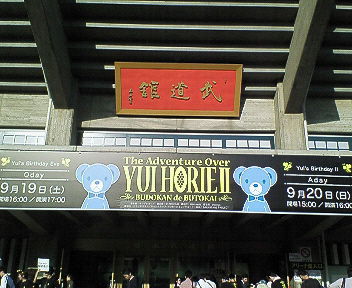 武道館
Yui's Birthday Eve
0day
9月19日(土)
開場16:00/開演17:00
The Adventure Over
YUI HORIE II
BUDOKAN de BUTOKAI
Yui's Birthday !!
Aday
9月20日(日)
開場15:00/開演16:00